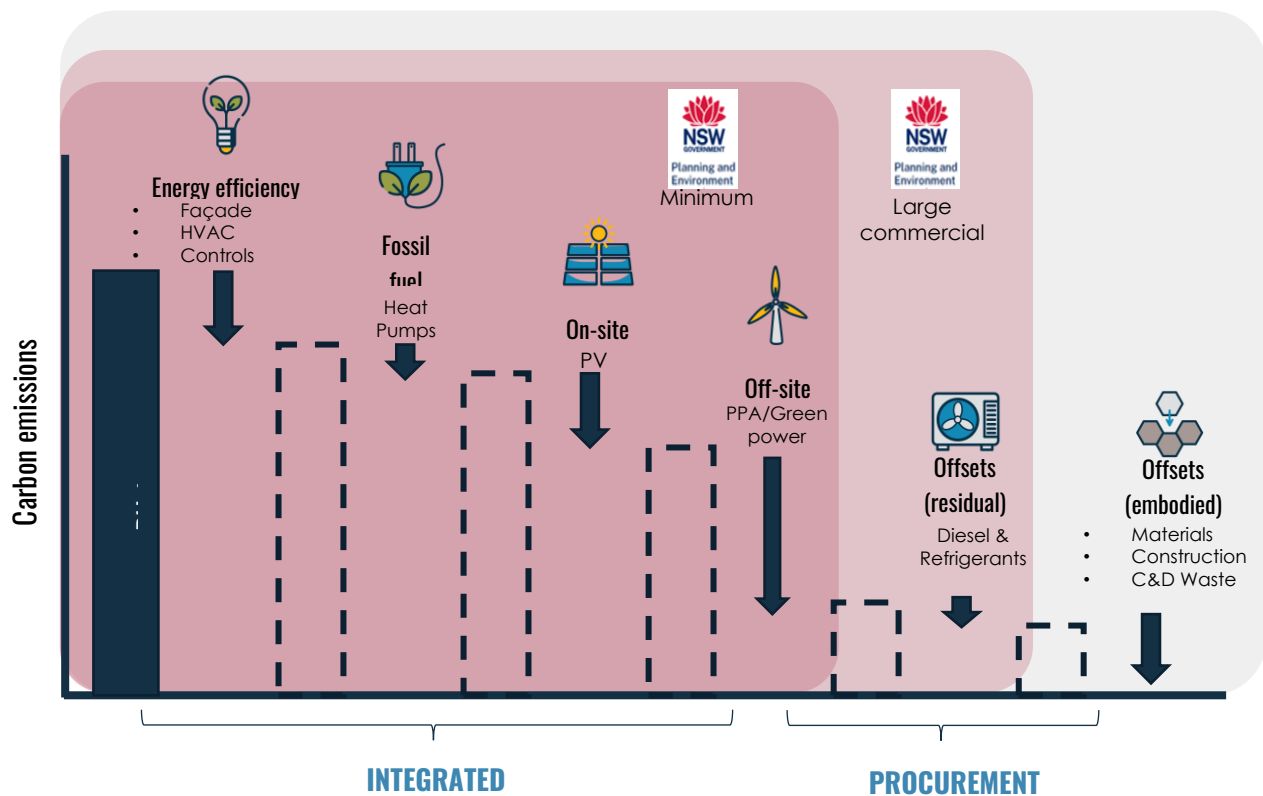 Energy efficiency
• Façade
• HVAC
• Controls
Fossil
fuel
Heat
Pumps
On-site
PV
NSW
GOVERNMENT
Planning and
Environment
Minimum
Off-site
PPA/Green
power
NSW
GOVERNMENT
Planning and
Environment
Large
commercial
Offsets
(residual)
Diesel &
Refrigerants
Offsets
(embodied)
• Materials
• Construction
• C&D Waste
Carbon emissions
INTEGRATED
PROCUREMENT